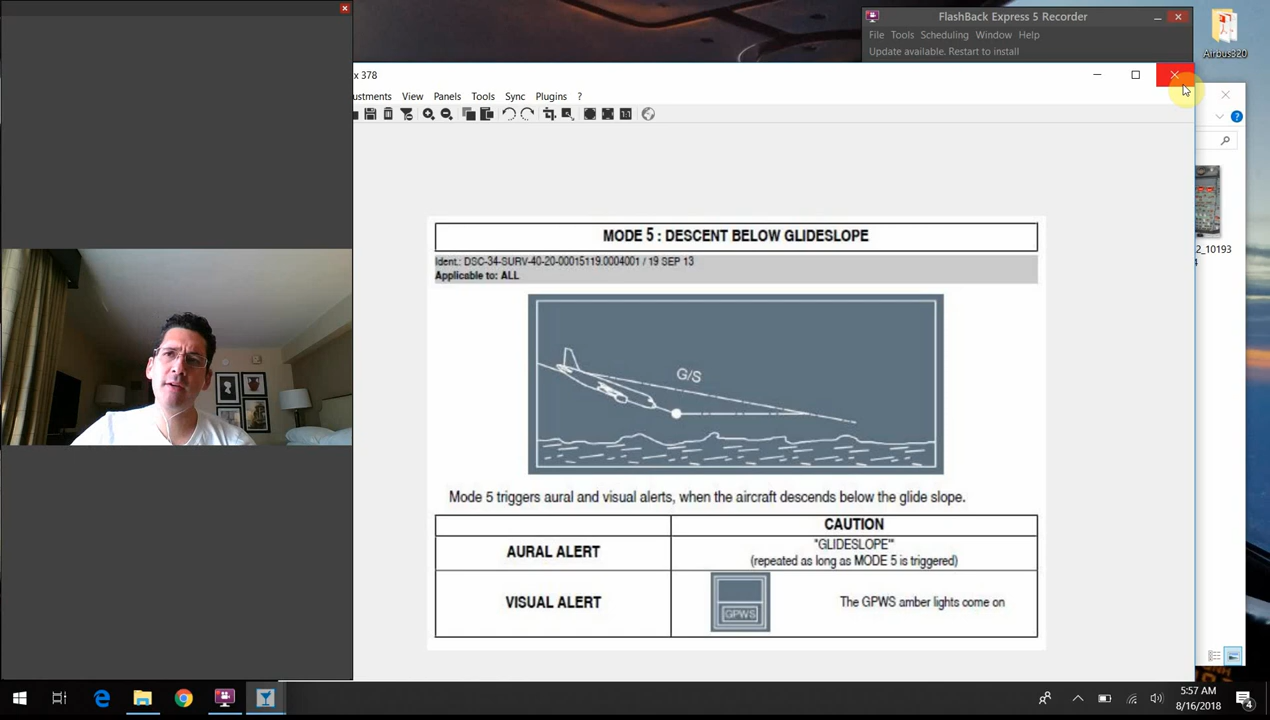 FlashBack Express 5 Recorder
File Tools Scheduling Window Help
Update available. Restart to install
Airbus320
x 378
ustments View Panels Tools Sync Plugins ?
MODE 5 : DESCENT BELOW GLIDESLOPE
Ident.: DSC-34-SURV-40-20-00015119.0004001 / 19 SEP 13
Applicable to: ALL
G/S
Mode 5 triggers aural and visual alerts, when the aircraft descends below the glide slope.
CAUTION
AURAL ALERT
"GLIDESLOPE"
(repeated as long as MODE 5 is triggered)
VISUAL ALERT
GPWS
The GPWS amber lights come on
2_10193
4
5:57 AM
8/16/2018
4